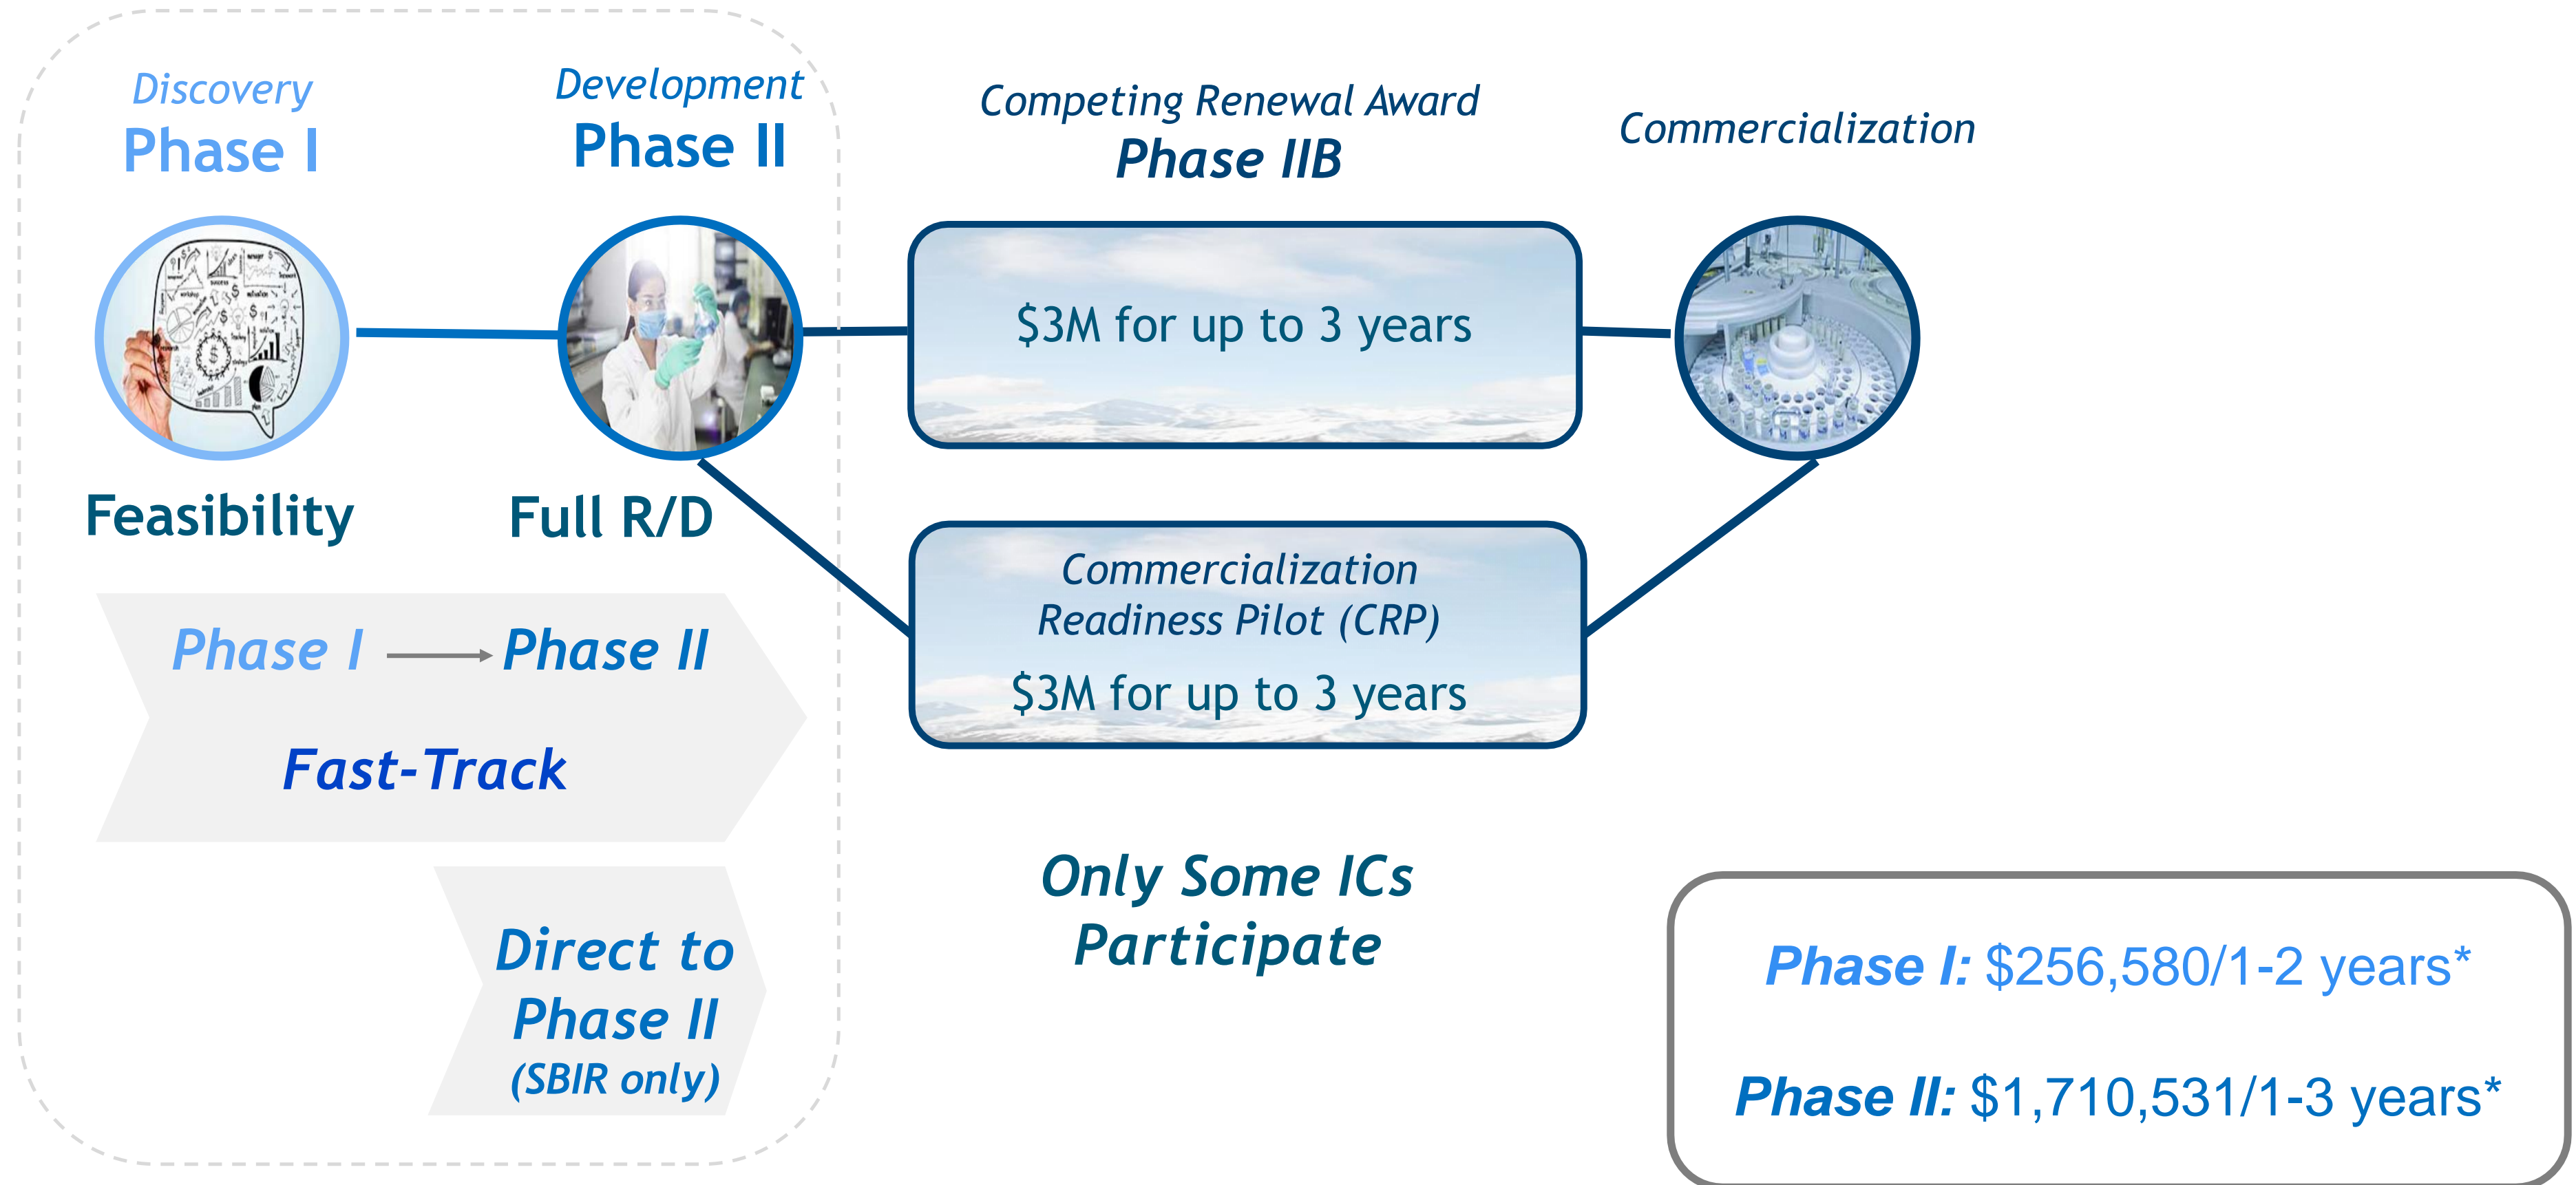 Discovery
Phase I
Development
Phase II
Competing Renewal Award
Phase IIB
Commercialization
$3M for up to 3 years
Feasibility
Full R/D
Commercialization
Readiness Pilot (CRP)
$3M for up to 3 years
Phase I
Phase II
Fast-Track
Only Some ICs
Participate
Direct to
Phase II
(SBIR only)
Phase I: $256,580/1-2 years*
Phase II: $1,710,531/1-3 years*